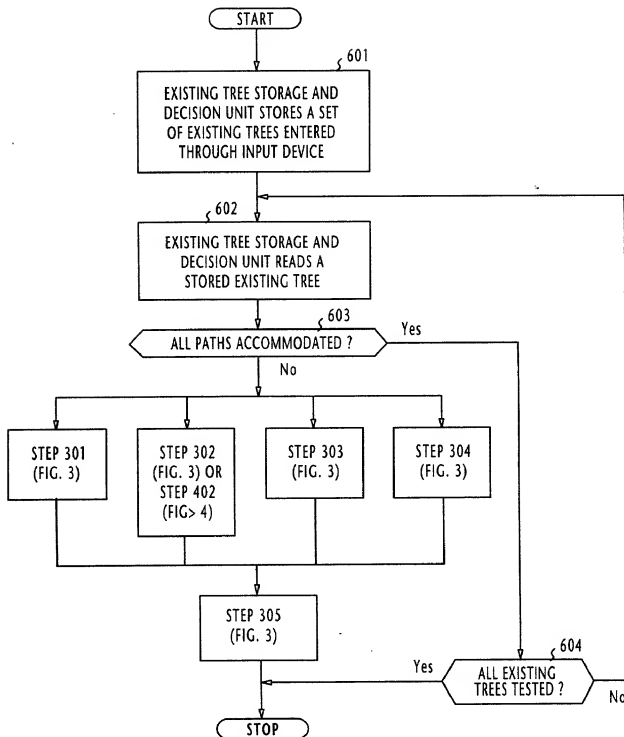 START
601
EXISTING TREE STORAGE AND
DECISION UNIT STORES A SET
OF EXISTING TREES ENTERED
THROUGH INPUT DEVICE
602
EXISTING TREE STORAGE AND
DECISION UNIT READS A
STORED EXISTING TREE
603
ALL PATHS ACCOMMODATED ?
Yes
No
STEP 301
(FIG. 3)
STEP 302
(FIG. 3) OR
STEP 402
(FIG> 4)
STEP 303
(FIG. 3)
STEP 304
(FIG. 3)
STEP 305
(FIG. 3)
604
Yes
ALL EXISTING
TREES TESTED ?
No
STOP